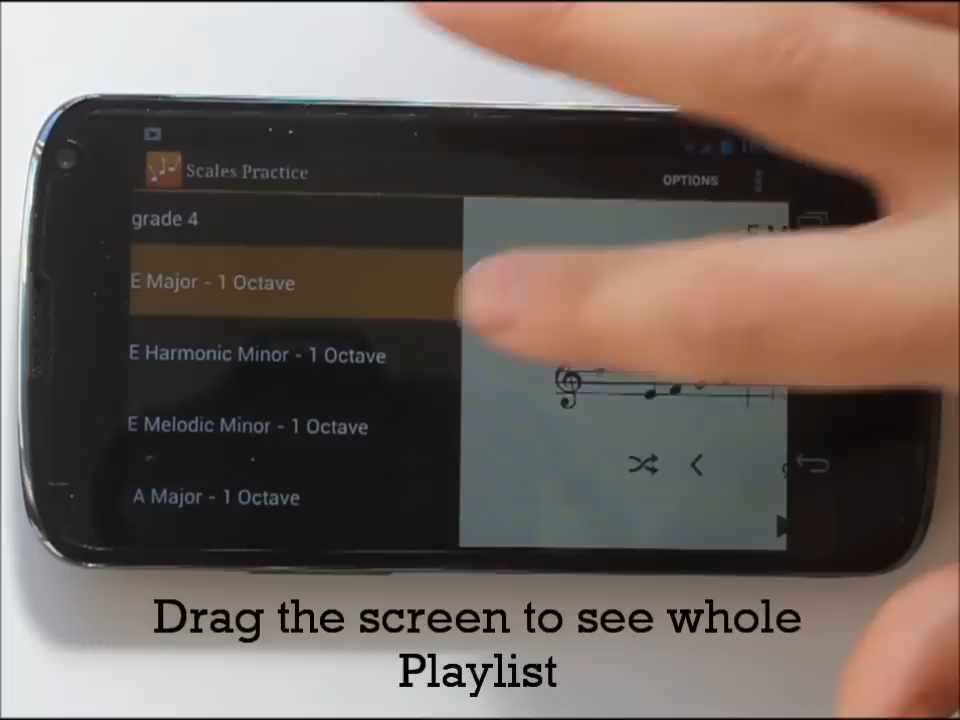 Scales Practice
OPTIONS
grade 4
E Major - 1 Octave
E Harmonic Minor - 1 Octave
E Melodic Minor - 1 Octave
A Major - 1 Octave
Drag the screen to see whole
Playlist